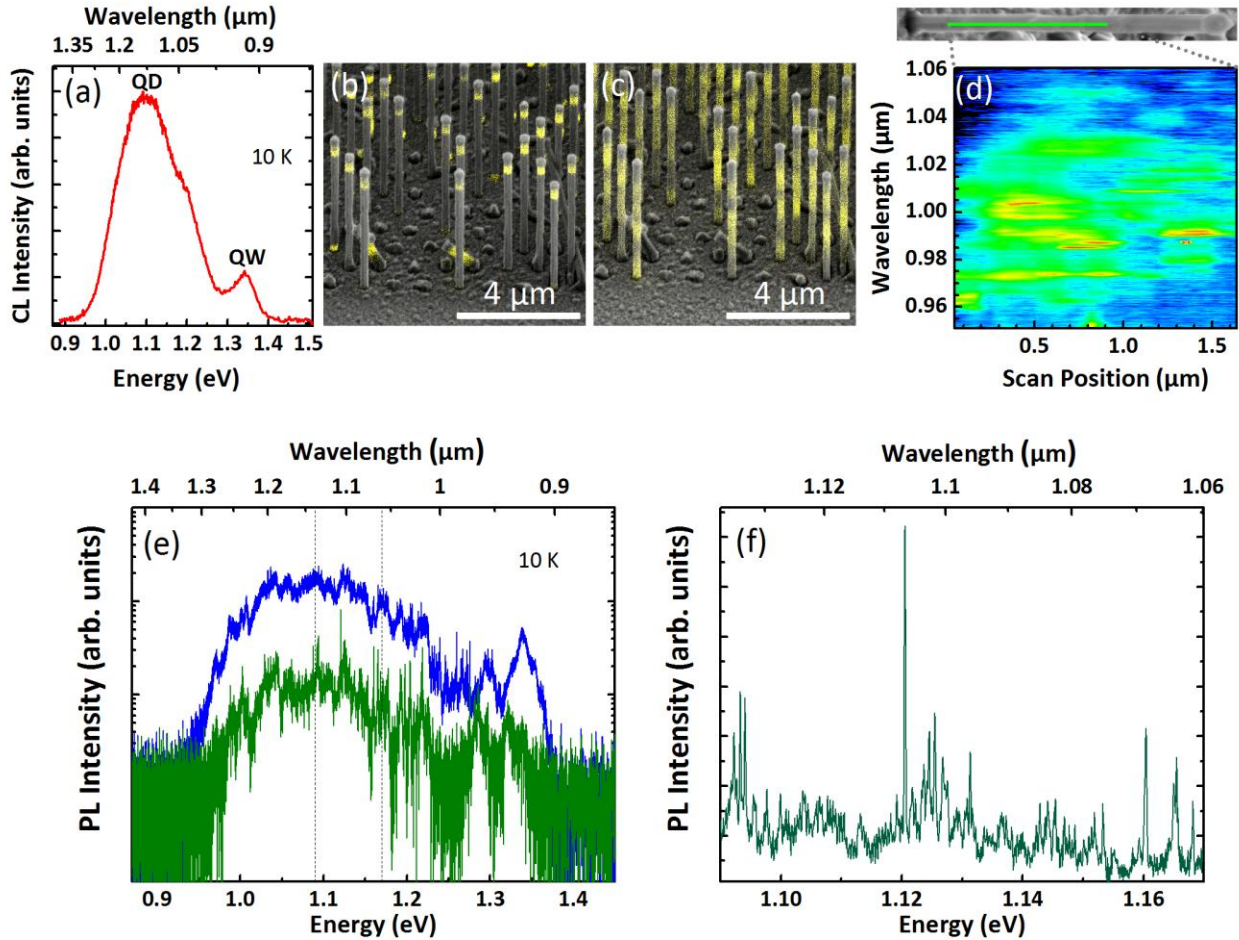 Wavelength (µm)
1.35 1.2 1.05 0.9
(a)
QD
QW
10 K
CL Intensity (arb. units)
0.9 1.0 1.1 1.2 1.3 1.4 1.5
Energy (eV)
(b)
4 µm
(c)
4 µm
(d)
1.06
1.04
1.02
1.00
0.98
0.96
Wavelength (µm)
0.5 1.0 1.5
Scan Position (µm)
Wavelength (µm)
1.4 1.3 1.2 1.1 1 0.9
(e)
10 K
PL Intensity (arb. units)
0.9 1.0 1.1 1.2 1.3 1.4
Energy (eV)
Wavelength (µm)
1.12 1.1 1.08 1.06
(f)
PL Intensity (arb. units)
1.10 1.12 1.14 1.16
Energy (eV)